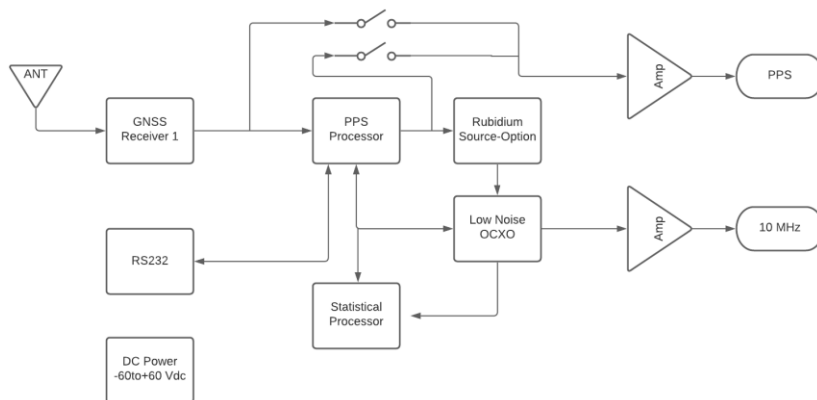 ANT
GNSS
Receiver 1
PPS
Processor
Rubidium
Source-Option
Amp
PPS
Low Noise
OCXO
Amp
10 MHz
RS232
Statistical
Processor
DC Power
-60to+60 Vdc